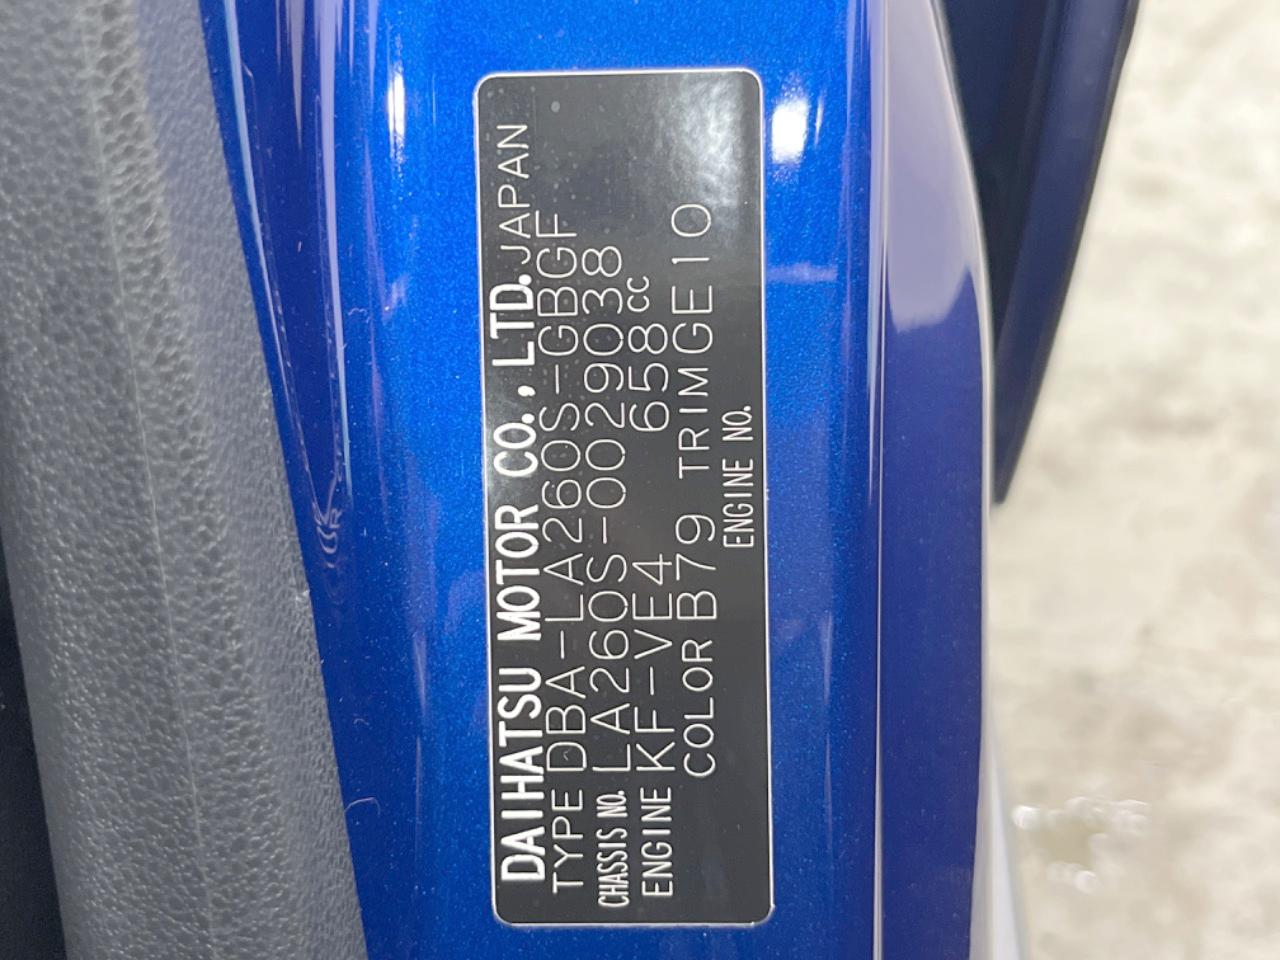 DAIHATSU MOTOR CO., LTD. JAPAN
TYPE DBA-LA260S-GBGF
CHASSIS NO. LA260S-0029038
ENGINE KF-VE4 658CC
COLOR B79 TRIM GE10
ENGINE NO.